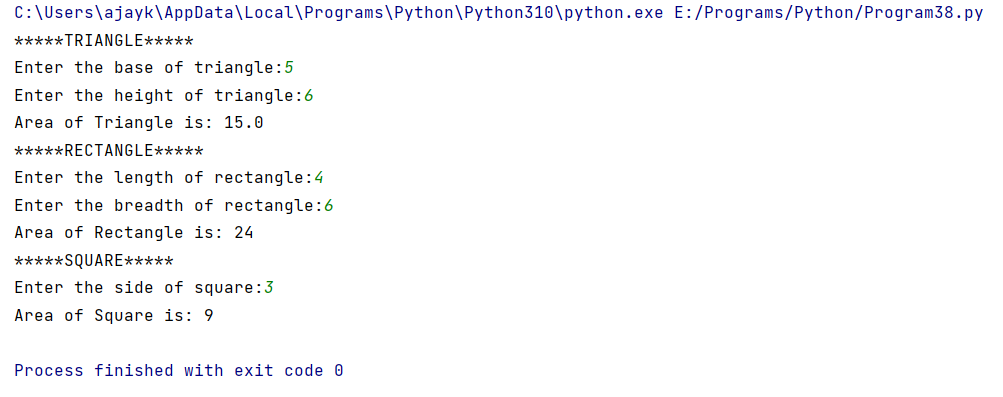 C:\Users\ajayk\AppData\Local\Programs\Python\Python310\python.exe E:/Programs/Python/Program38.py
*****TRIANGLE*****
Enter the base of triangle:5
Enter the height of triangle:6
Area of Triangle is: 15.0
*****RECTANGLE*****
Enter the length of rectangle:4
Enter the breadth of rectangle:6
Area of Rectangle is: 24
*****SQUARE*****
Enter the side of square:3
Area of Square is: 9
Process finished with exit code 0